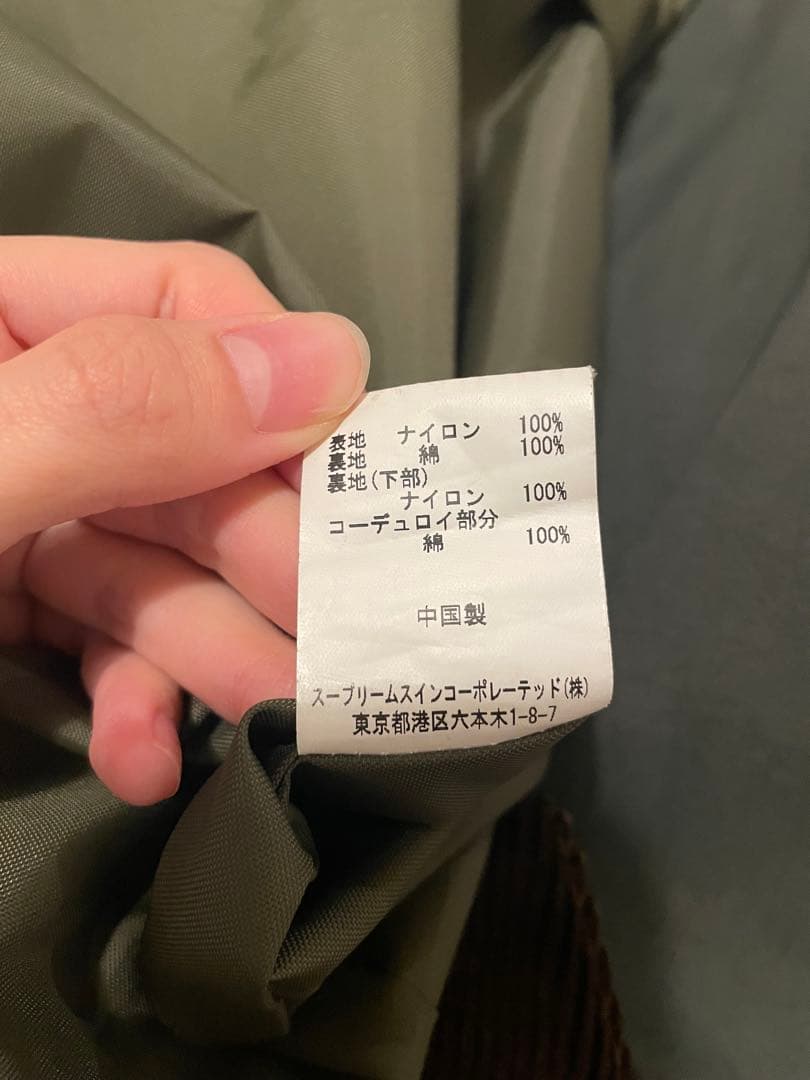 表地 ナイロン 100%
裏地 綿 100%
裏地(下部)
ナイロン 100%
コーデュロイ部分
綿 100%
中国製
スープリームスインコーポレーテッド(株)
東京都港区六本木1-8-7